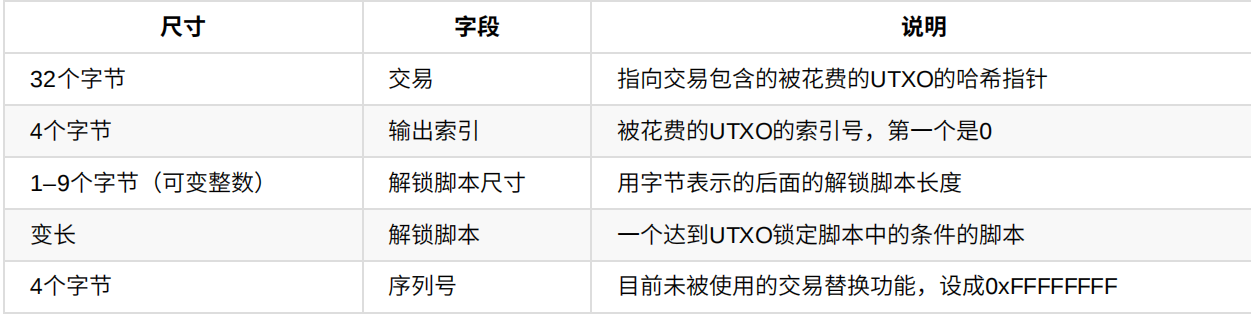 尺寸 字段 说明
32个字节 交易 指向交易包含的被花费的UTXO的哈希指针
4个字节 输出索引 被花费的UTXO的索引号，第一个是0
1–9个字节（可变整数） 解锁脚本尺寸 用字节表示的后面的解锁脚本长度
变长 解锁脚本 一个达到UTXO锁定脚本中的条件的脚本
4个字节 序列号 目前未被使用的交易替换功能，设成0xFFFFFFFF